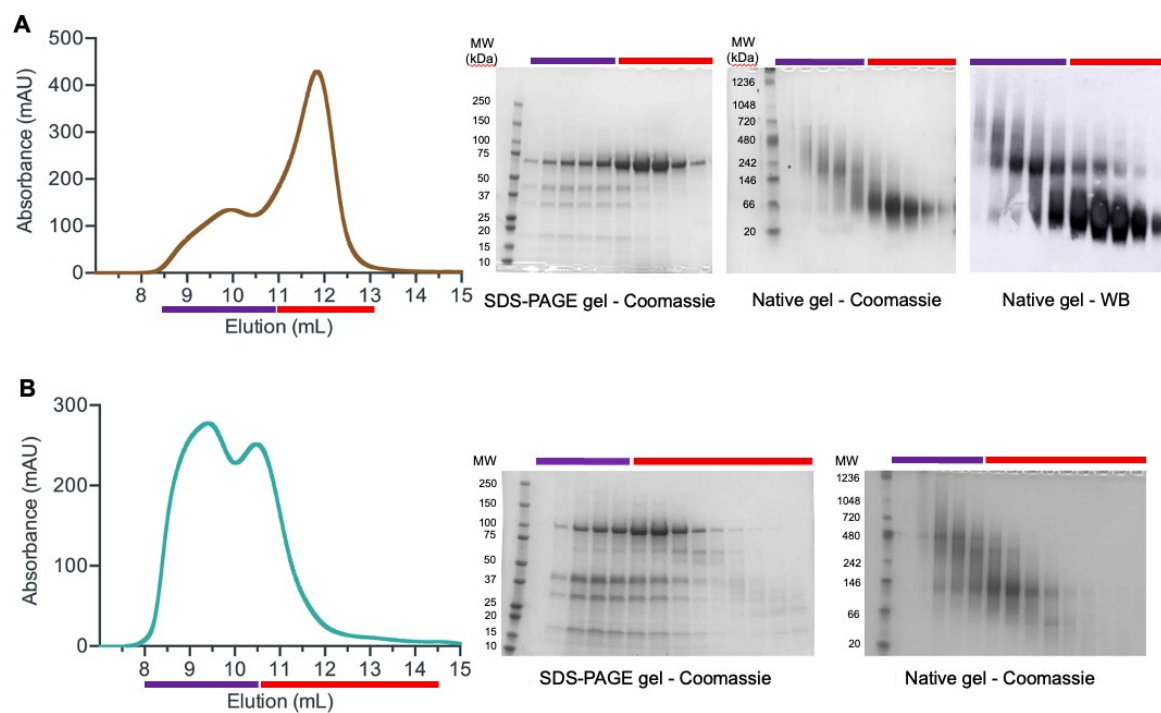 A
500
400
300
200
100
0
Absorbance (mAU)
8 9 10 11 12 13 14 15
Elution (mL)
MW
(kDa)
250
150
100
75
50
37
25
20
15
10
SDS-PAGE gel - Coomassie
MW
(kDa)
1236
1048
720
480
242
146
66
20
Native gel - Coomassie
Native gel - WB
B
300
200
100
0
Absorbance (mAU)
8 9 10 11 12 13 14 15
Elution (mL)
MW
250
150
100
75
50
37
25
20
15
10
SDS-PAGE gel - Coomassie
MW
1236
1048
720
480
242
146
66
20
Native gel - Coomassie